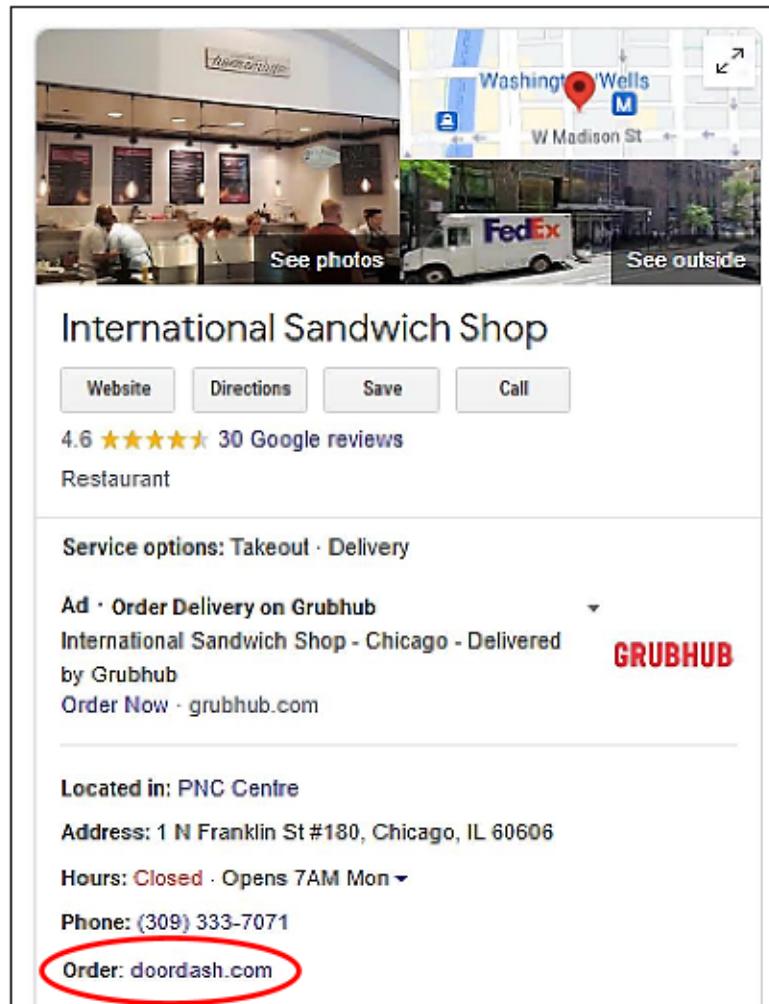 homemade
Washington/Wells
M
W Madison St
FedEx
See photos
See outside
International Sandwich Shop
Website
Directions
Save
Call
4.6 30 Google reviews
Restaurant
Service options: Takeout · Delivery
Ad · Order Delivery on Grubhub
International Sandwich Shop - Chicago - Delivered
by Grubhub
GRUBHUB
Order Now · grubhub.com
Located in: PNC Centre
Address: 1 N Franklin St #180, Chicago, IL 60606
Hours: Closed · Opens 7AM Mon
Phone: (309) 333-7071
Order: doordash.com